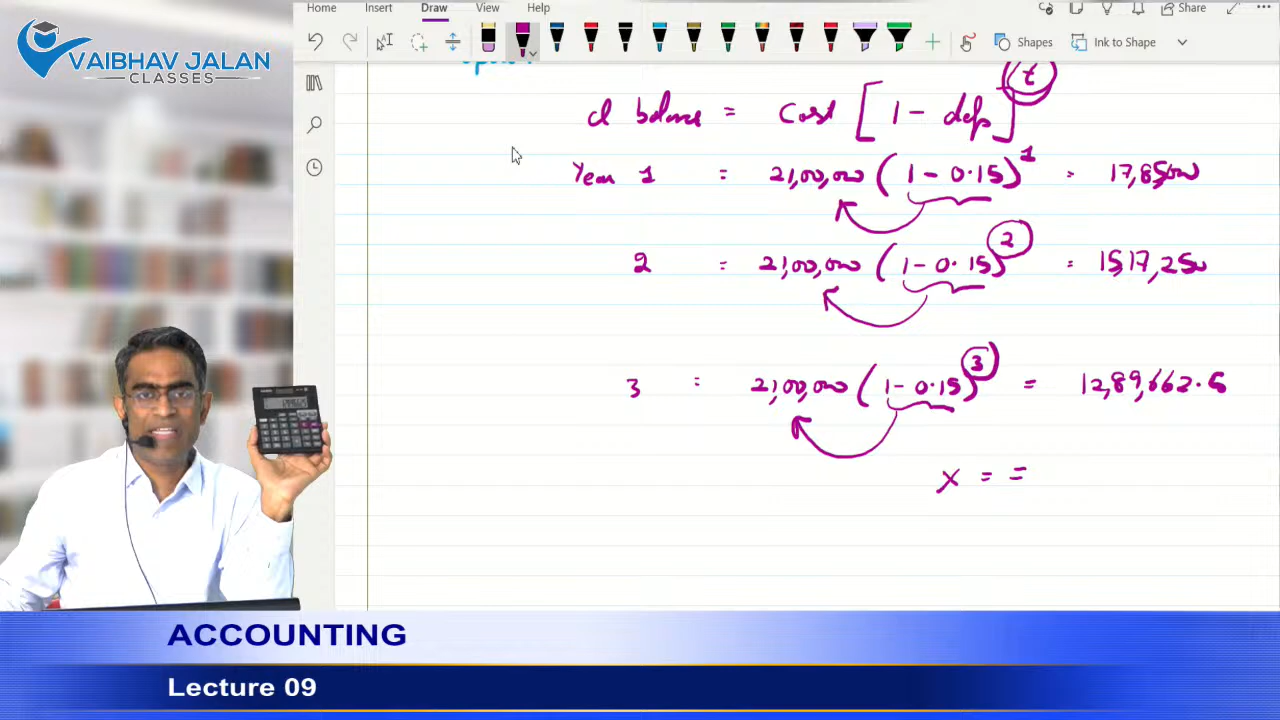 VAIBHAV JALAN
CLASSES
Home Insert Draw View Help Share
Shapes Ink to Shape
cl balance = Cost [1 - dep]^t
Year 1 = 21,00,000 (1 - 0.15)^1 = 17,85,000
2 = 21,00,000 (1 - 0.15)^2 = 15,17,250
3 = 21,00,000 (1 - 0.15)^3 = 12,89,662.5
x = =
ACCOUNTING
Lecture 09